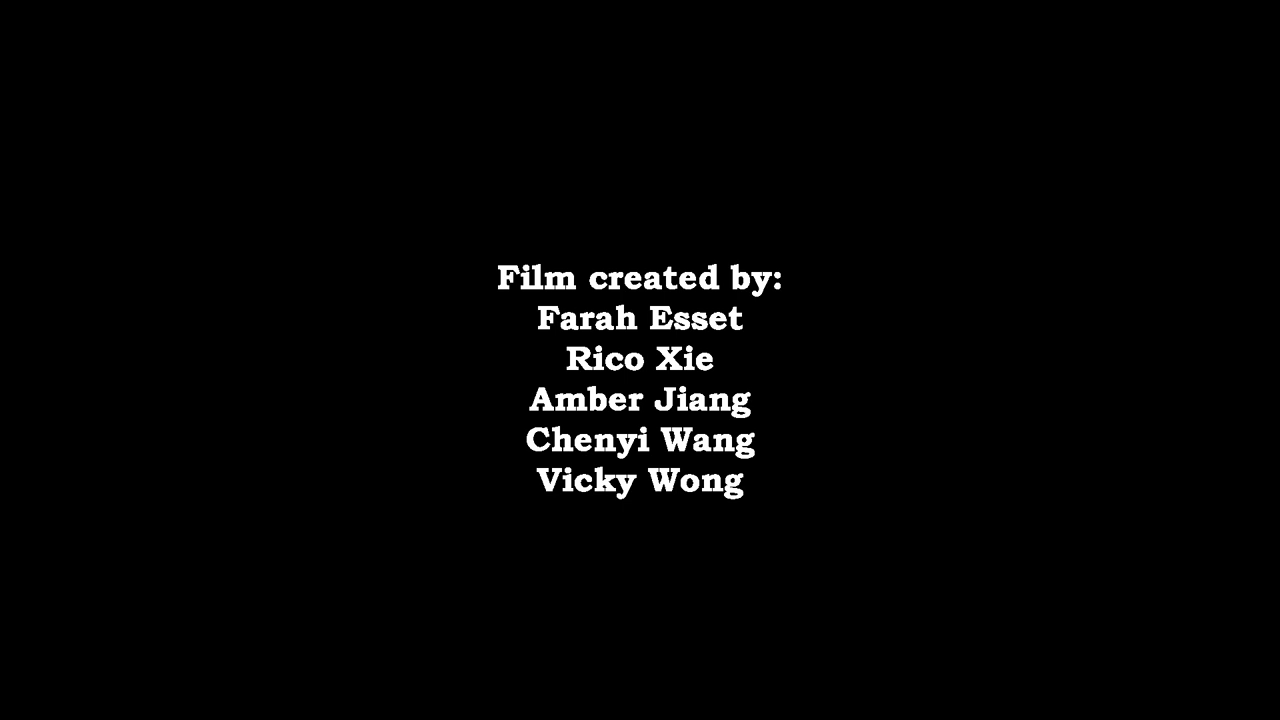 Film created by:
Farah Esset
Rico Xie
Amber Jiang
Chenyi Wang
Vicky Wong